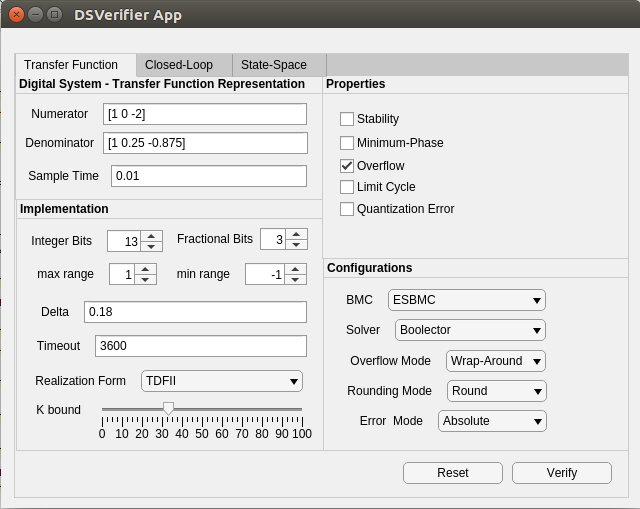 DSVerifier App
Transfer Function Closed-Loop State-Space
Digital System - Transfer Function Representation
Numerator [1 0 -2]
Denominator [1 0.25 -0.875]
Sample Time 0.01
Implementation
Integer Bits 13 Fractional Bits 3
max range 1 min range -1
Delta 0.18
Timeout 3600
Realization Form TDFII
K bound
0 10 20 30 40 50 60 70 80 90 100
Properties
Stability
Minimum-Phase
Overflow
Limit Cycle
Quantization Error
Configurations
BMC ESBMC
Solver Boolector
Overflow Mode Wrap-Around
Rounding Mode Round
Error Mode Absolute
Reset Verify